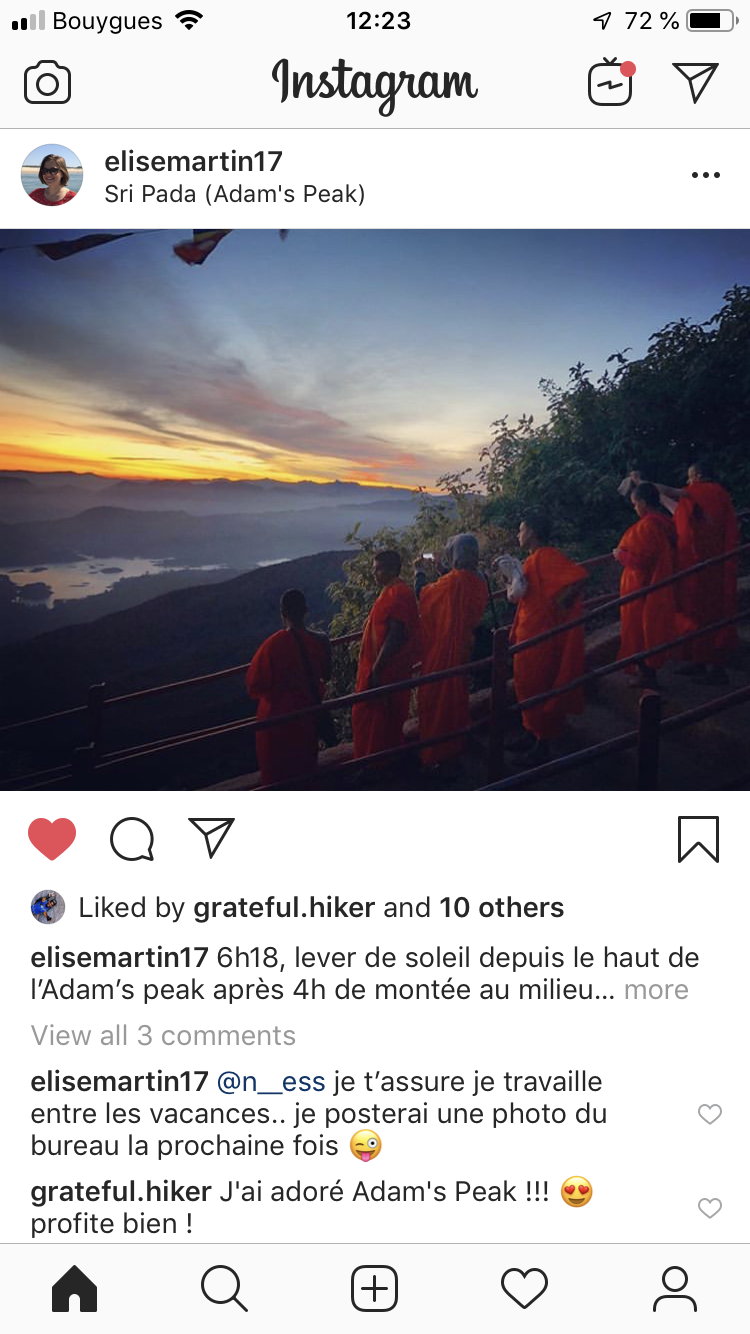 Bouygues 12:23 72 %
Instagram
elisemartin17
Sri Pada (Adam's Peak)
Liked by grateful.hiker and 10 others
elisemartin17 6h18, lever de soleil depuis le haut de
l’Adam’s peak après 4h de montée au milieu... more
View all 3 comments
elisemartin17 @n__ess je t’assure je travaille
entre les vacances.. je posterai une photo du
bureau la prochaine fois 😜
grateful.hiker J'ai adoré Adam's Peak !!! 😍
profite bien !